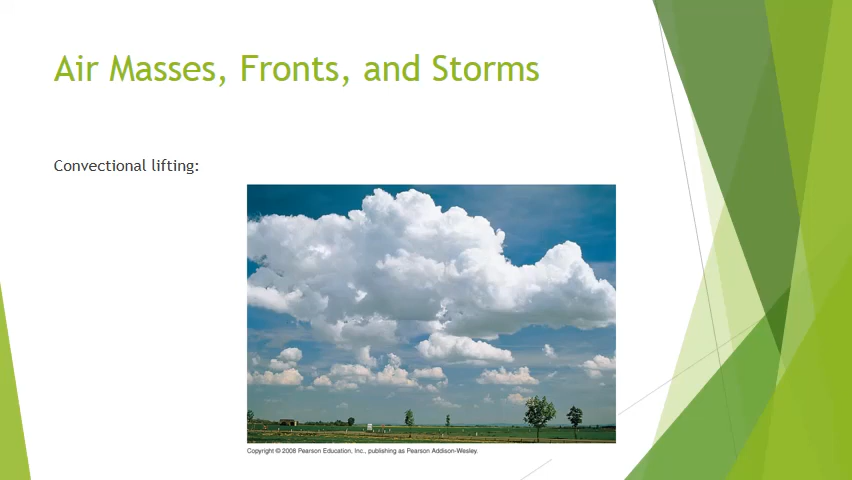 Air Masses, Fronts, and Storms
Convectional lifting:
Copyright © 2008 Pearson Education, Inc., publishing as Pearson Addison-Wesley.